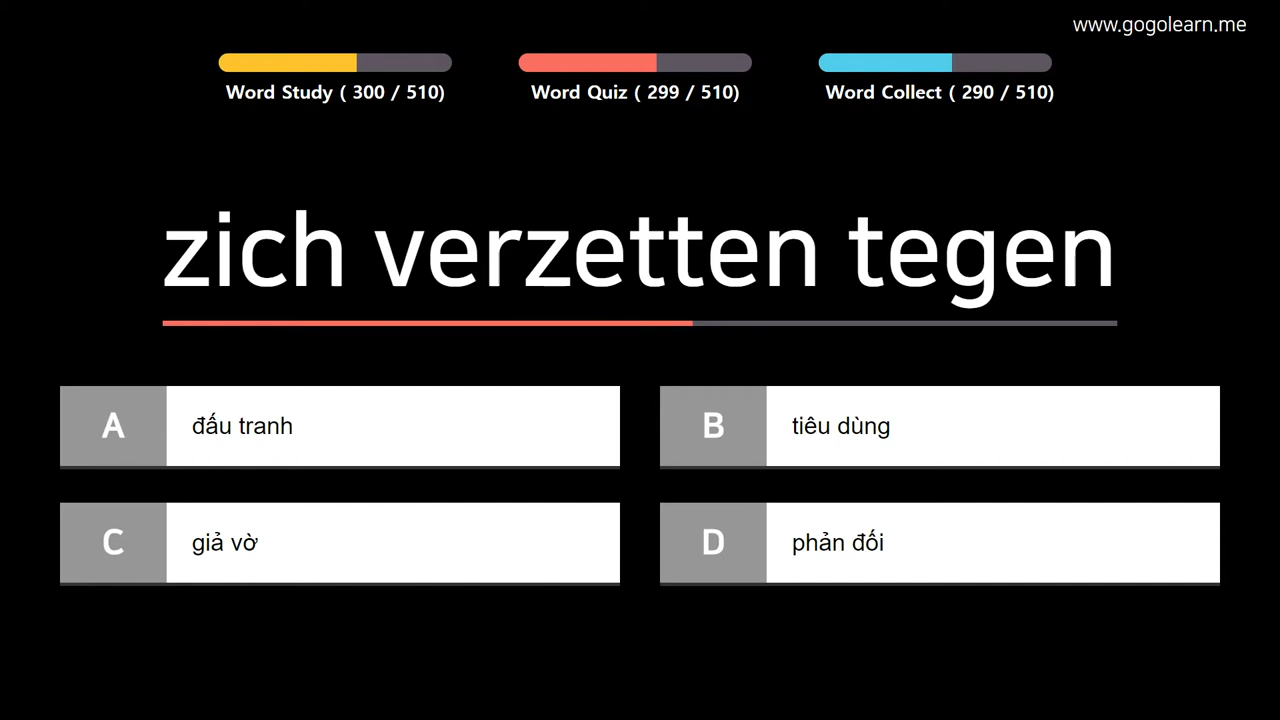 www.gogolearn.me
Word Study ( 300 / 510)
Word Quiz ( 299 / 510)
Word Collect ( 290 / 510)
zich verzetten tegen
A
đấu tranh
B
tiêu dùng
C
giả vờ
D
phản đối